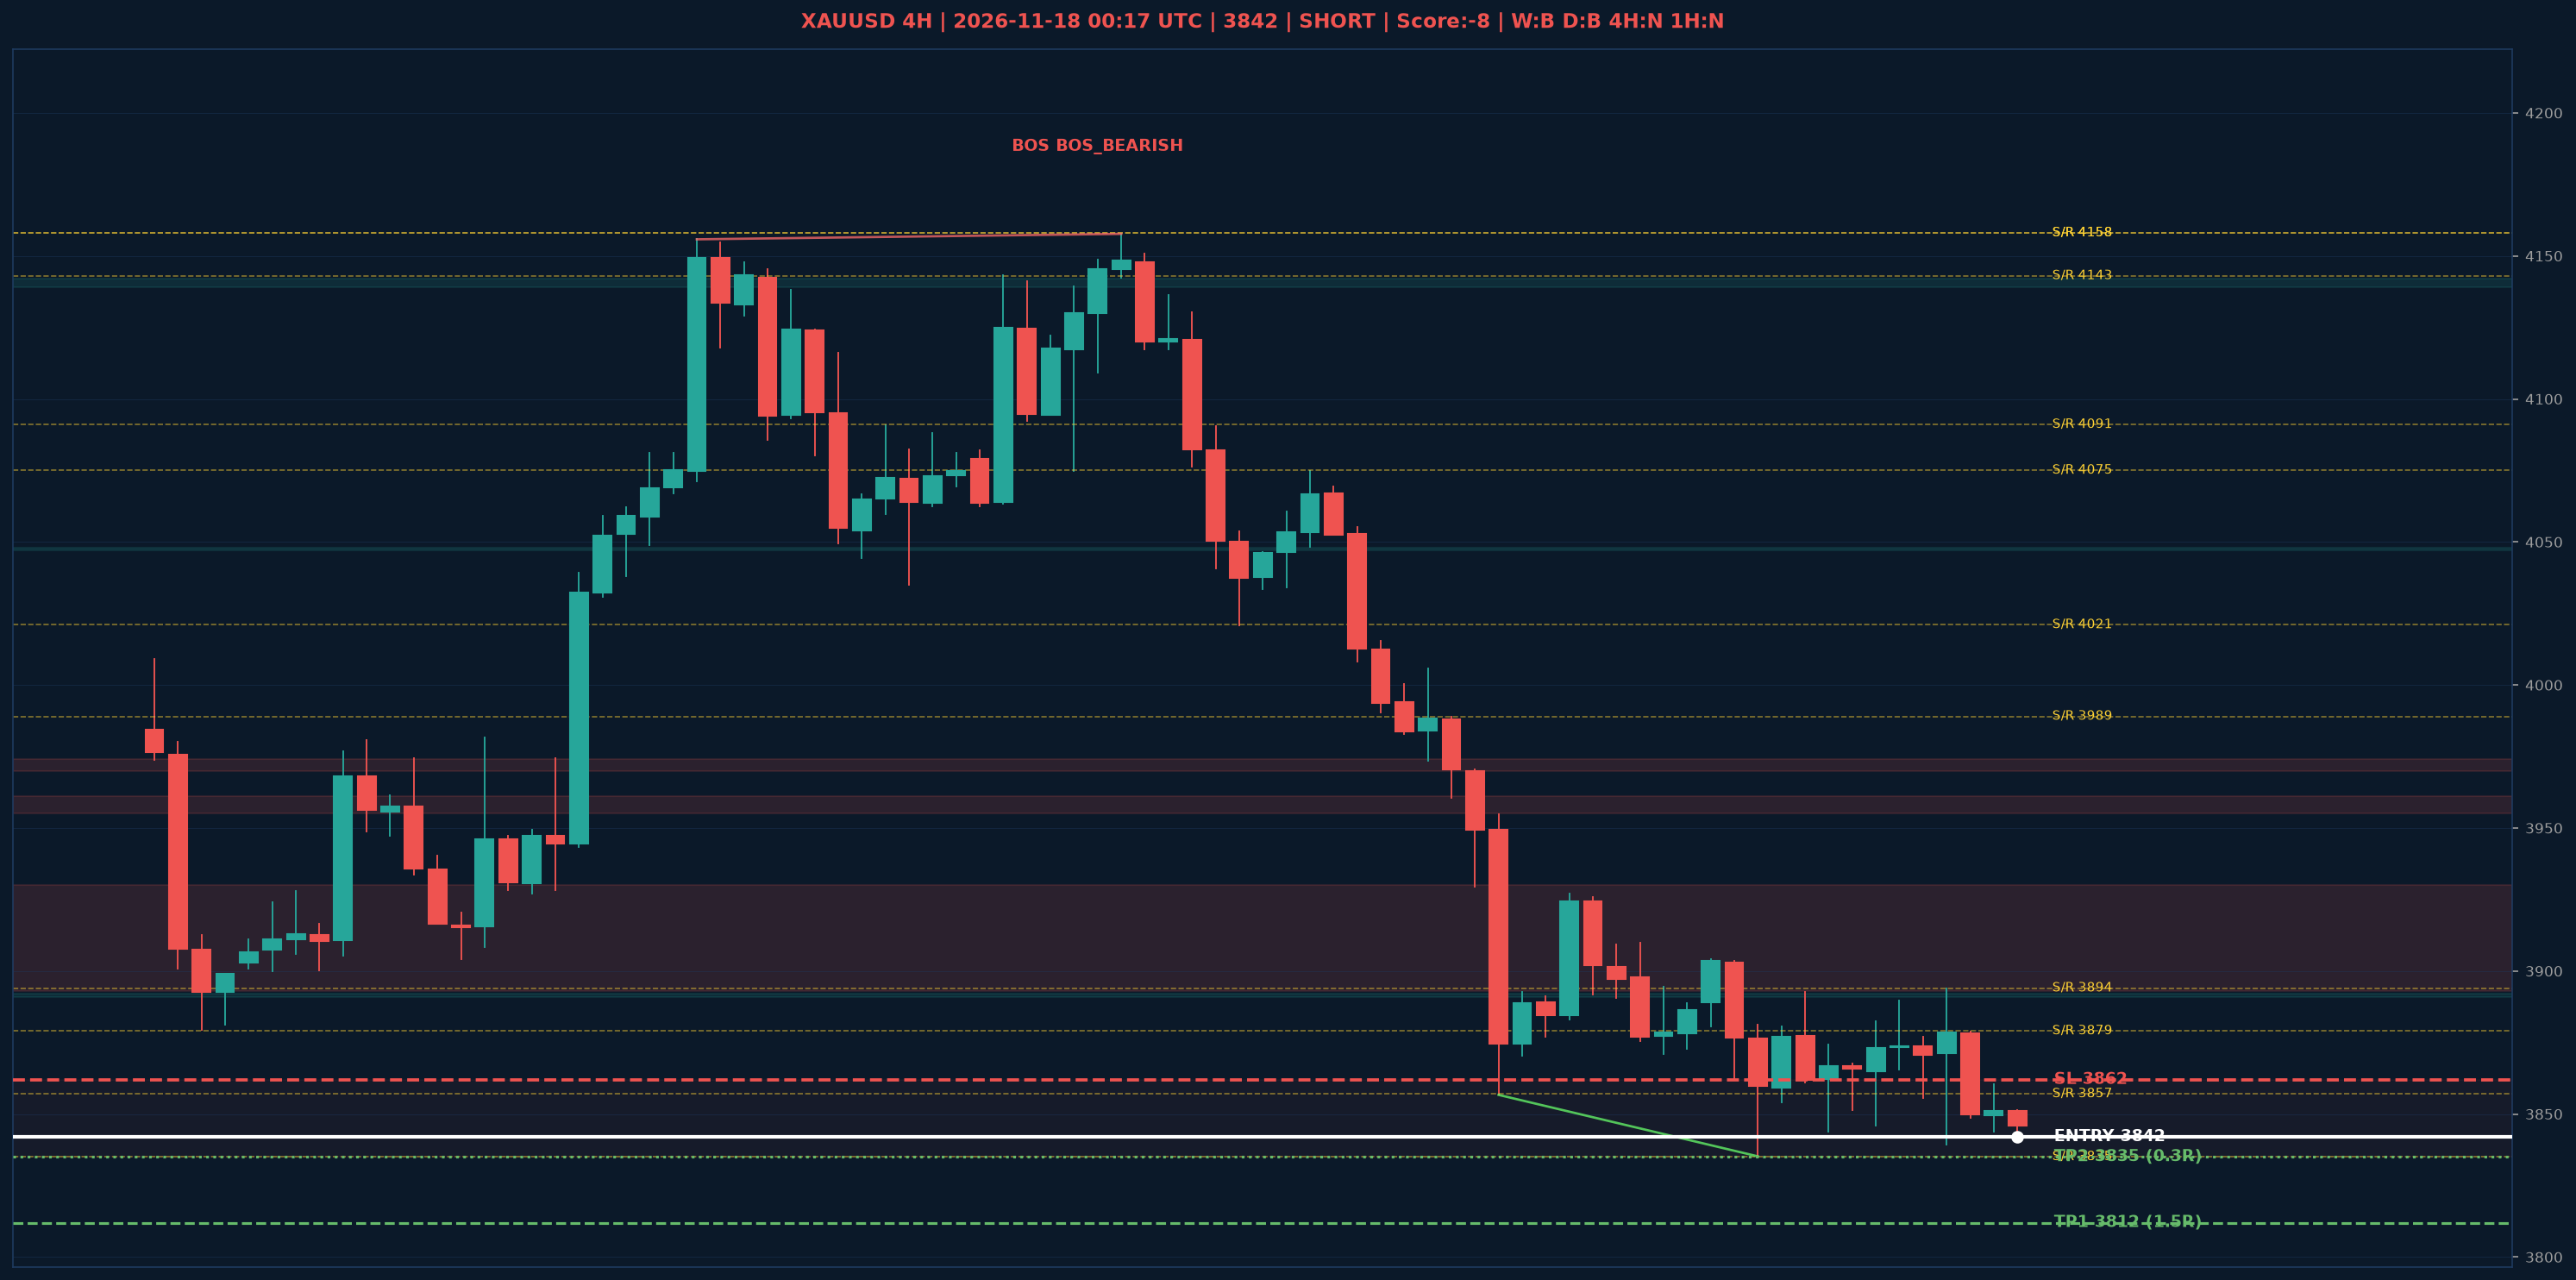 XAUUSD 4H | 2026-11-18 00:17 UTC | 3842 | SHORT | Score:-8 | W:B D:B 4H:N 1H:N
4200
BOS BOS_BEARISH
S/R 4158
4150
S/R 4143
4100
S/R 4091
S/R 4075
4050
S/R 4021
4000
S/R 3989
3950
3900
S/R 3894
S/R 3879
SL 3862
S/R 3857
3850
ENTRY 3842
TP2 3835 (0.3R)
TP1 3812 (1.5R)
3800